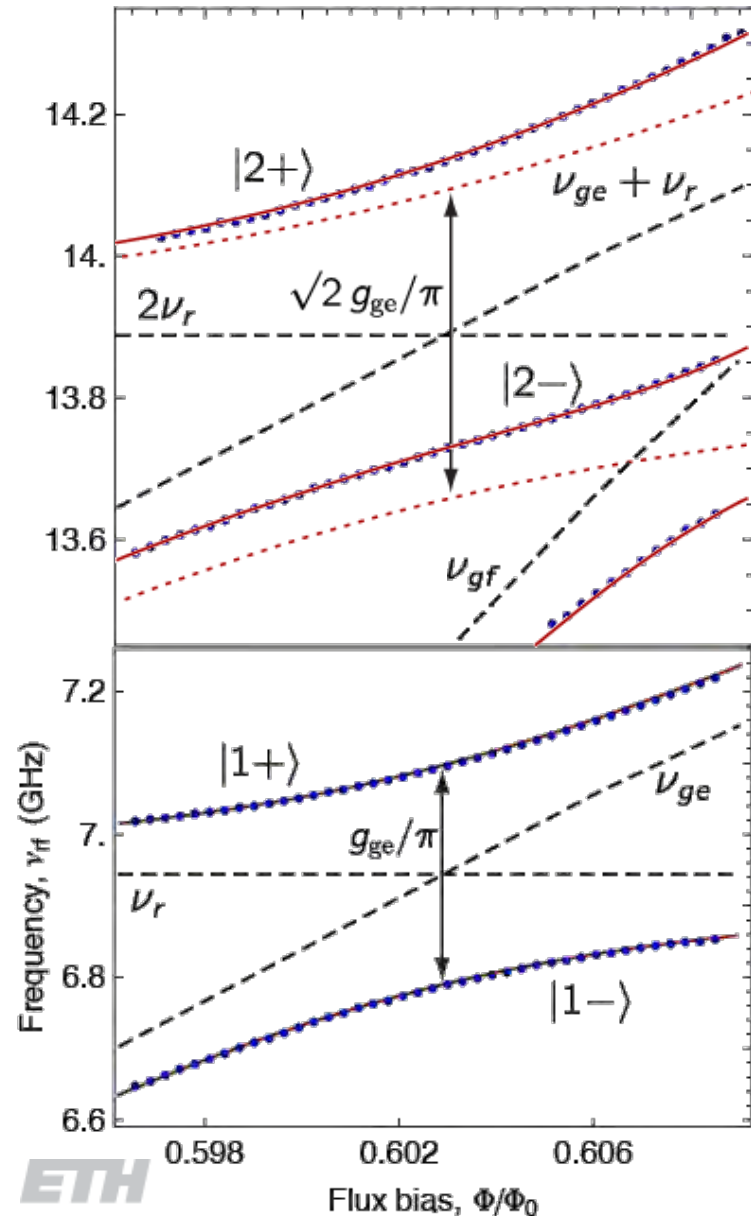 14.2
|2+⟩
ν_ge + ν_r
14.
√2 g_ge/π
2ν_r
|2−⟩
13.8
13.6
ν_gf
7.2
|1+⟩
ν_ge
7.
g_ge/π
ν_r
6.8
|1−⟩
6.6
Frequency, ν_rf (GHz)
0.598 0.602 0.606
ETH
Flux bias, Φ/Φ_0